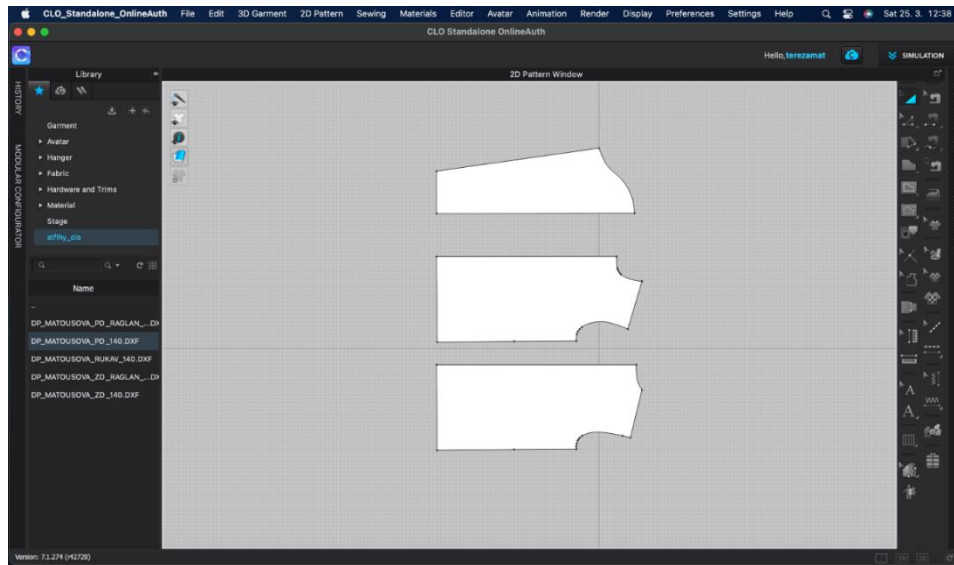 CLO_Standalone_OnlineAuth File Edit 3D Garment 2D Pattern Sewing Materials Editor Avatar Animation Render Display Preferences Settings Help Sat 25. 3. 12:38
CLO Standalone OnlineAuth
Hello, terezamat
SIMULATION
Library
2D Pattern Window
HISTORY
MODULAR CONFIGURATOR
Garment
Avatar
Hanger
Fabric
Hardware and Trims
Material
Stage
střihy_clo
Name
..
DP_MATOUSOVA_PD_RAGLAN_...DX
DP_MATOUSOVA_PD_140.DXF
DP_MATOUSOVA_RUKAV_140.DXF
DP_MATOUSOVA_ZD_RAGLAN_...DX
DP_MATOUSOVA_ZD_140.DXF
Version: 7.1.274 (r42728)